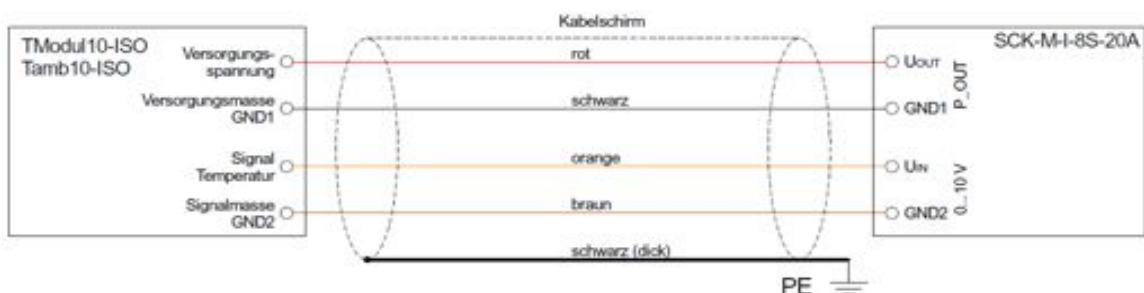 Kabelschirm
TModul10-ISO
Tamb10-ISO
SCK-M-I-8S-20A
Versorgungs-
spannung
rot
UOUT
Versorgungsmasse
GND1
schwarz
GND1
P_OUT
Signal
Temperatur
orange
UIN
Signalmasse
GND2
braun
GND2
0...10 V
schwarz (dick)
PE